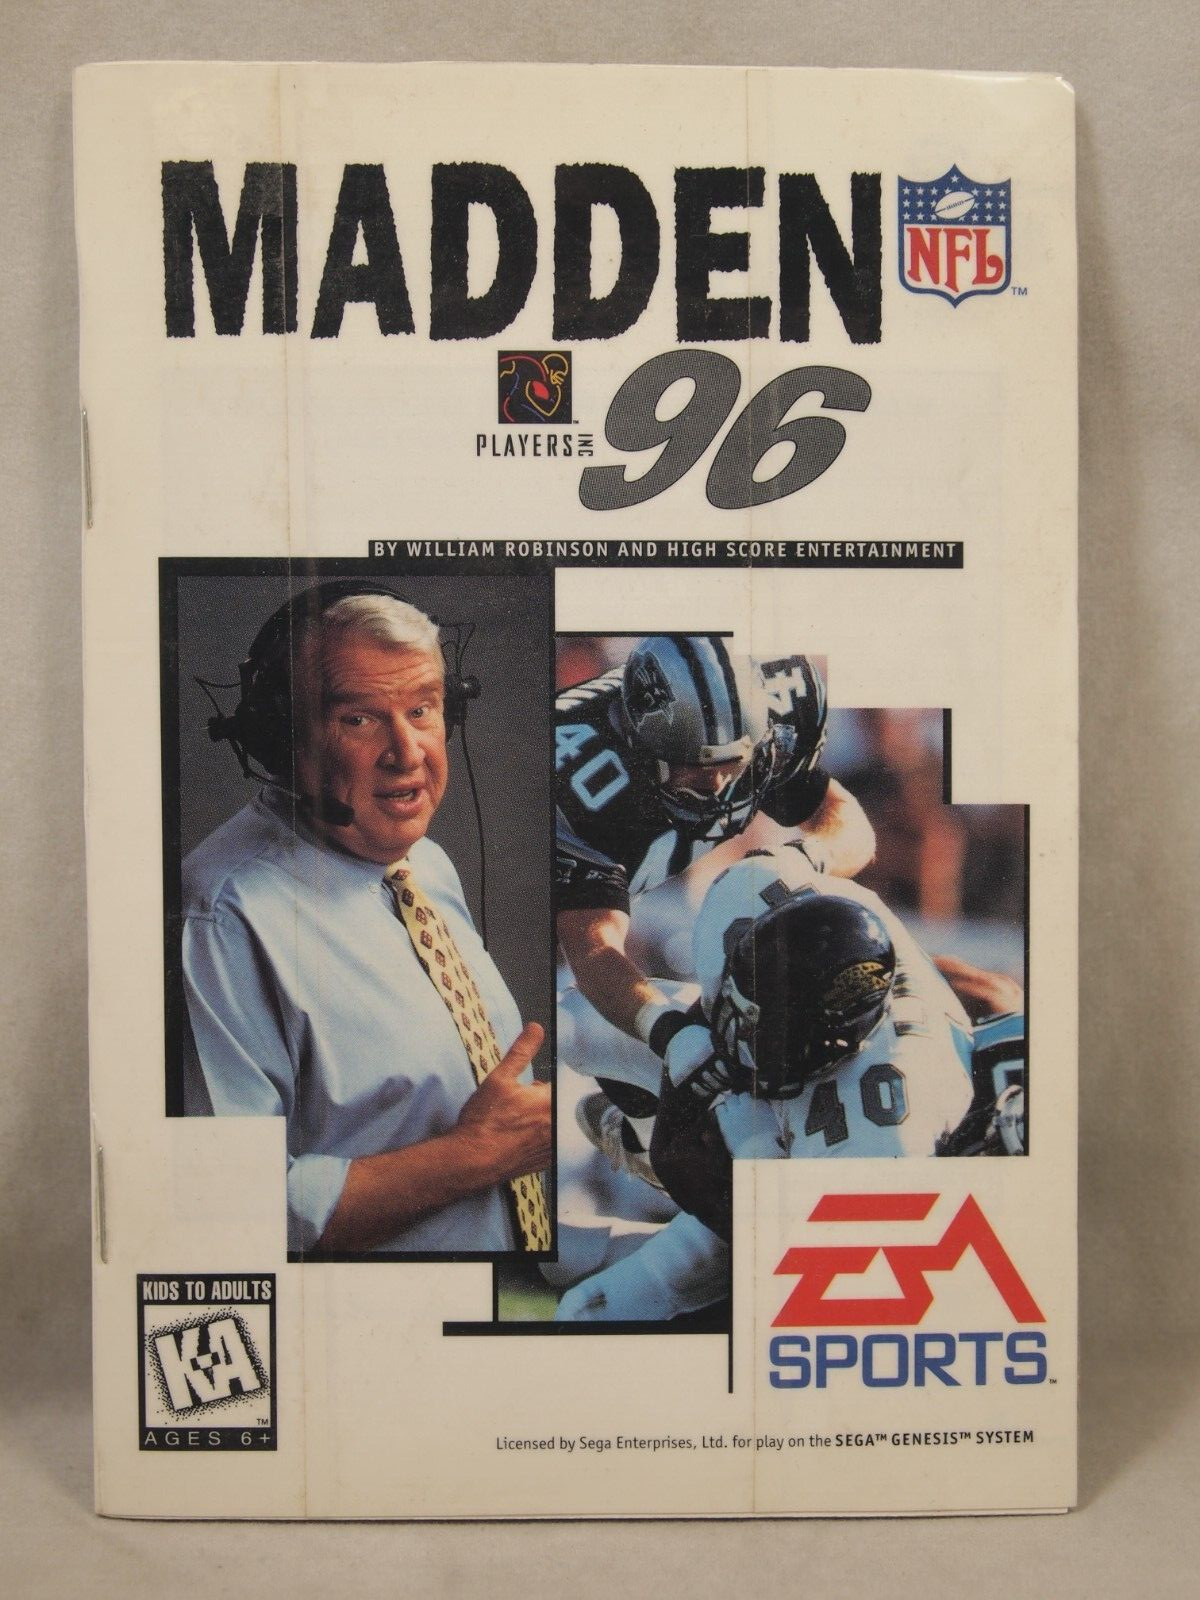 MADDEN
NFL
TM
PLAYERS INC
96
BY WILLIAM ROBINSON AND HIGH SCORE ENTERTAINMENT
40
40
EA
SPORTS™
KIDS TO ADULTS
K-A
TM
AGES 6+
Licensed by Sega Enterprises, Ltd. for play on the SEGA™ GENESIS™ SYSTEM